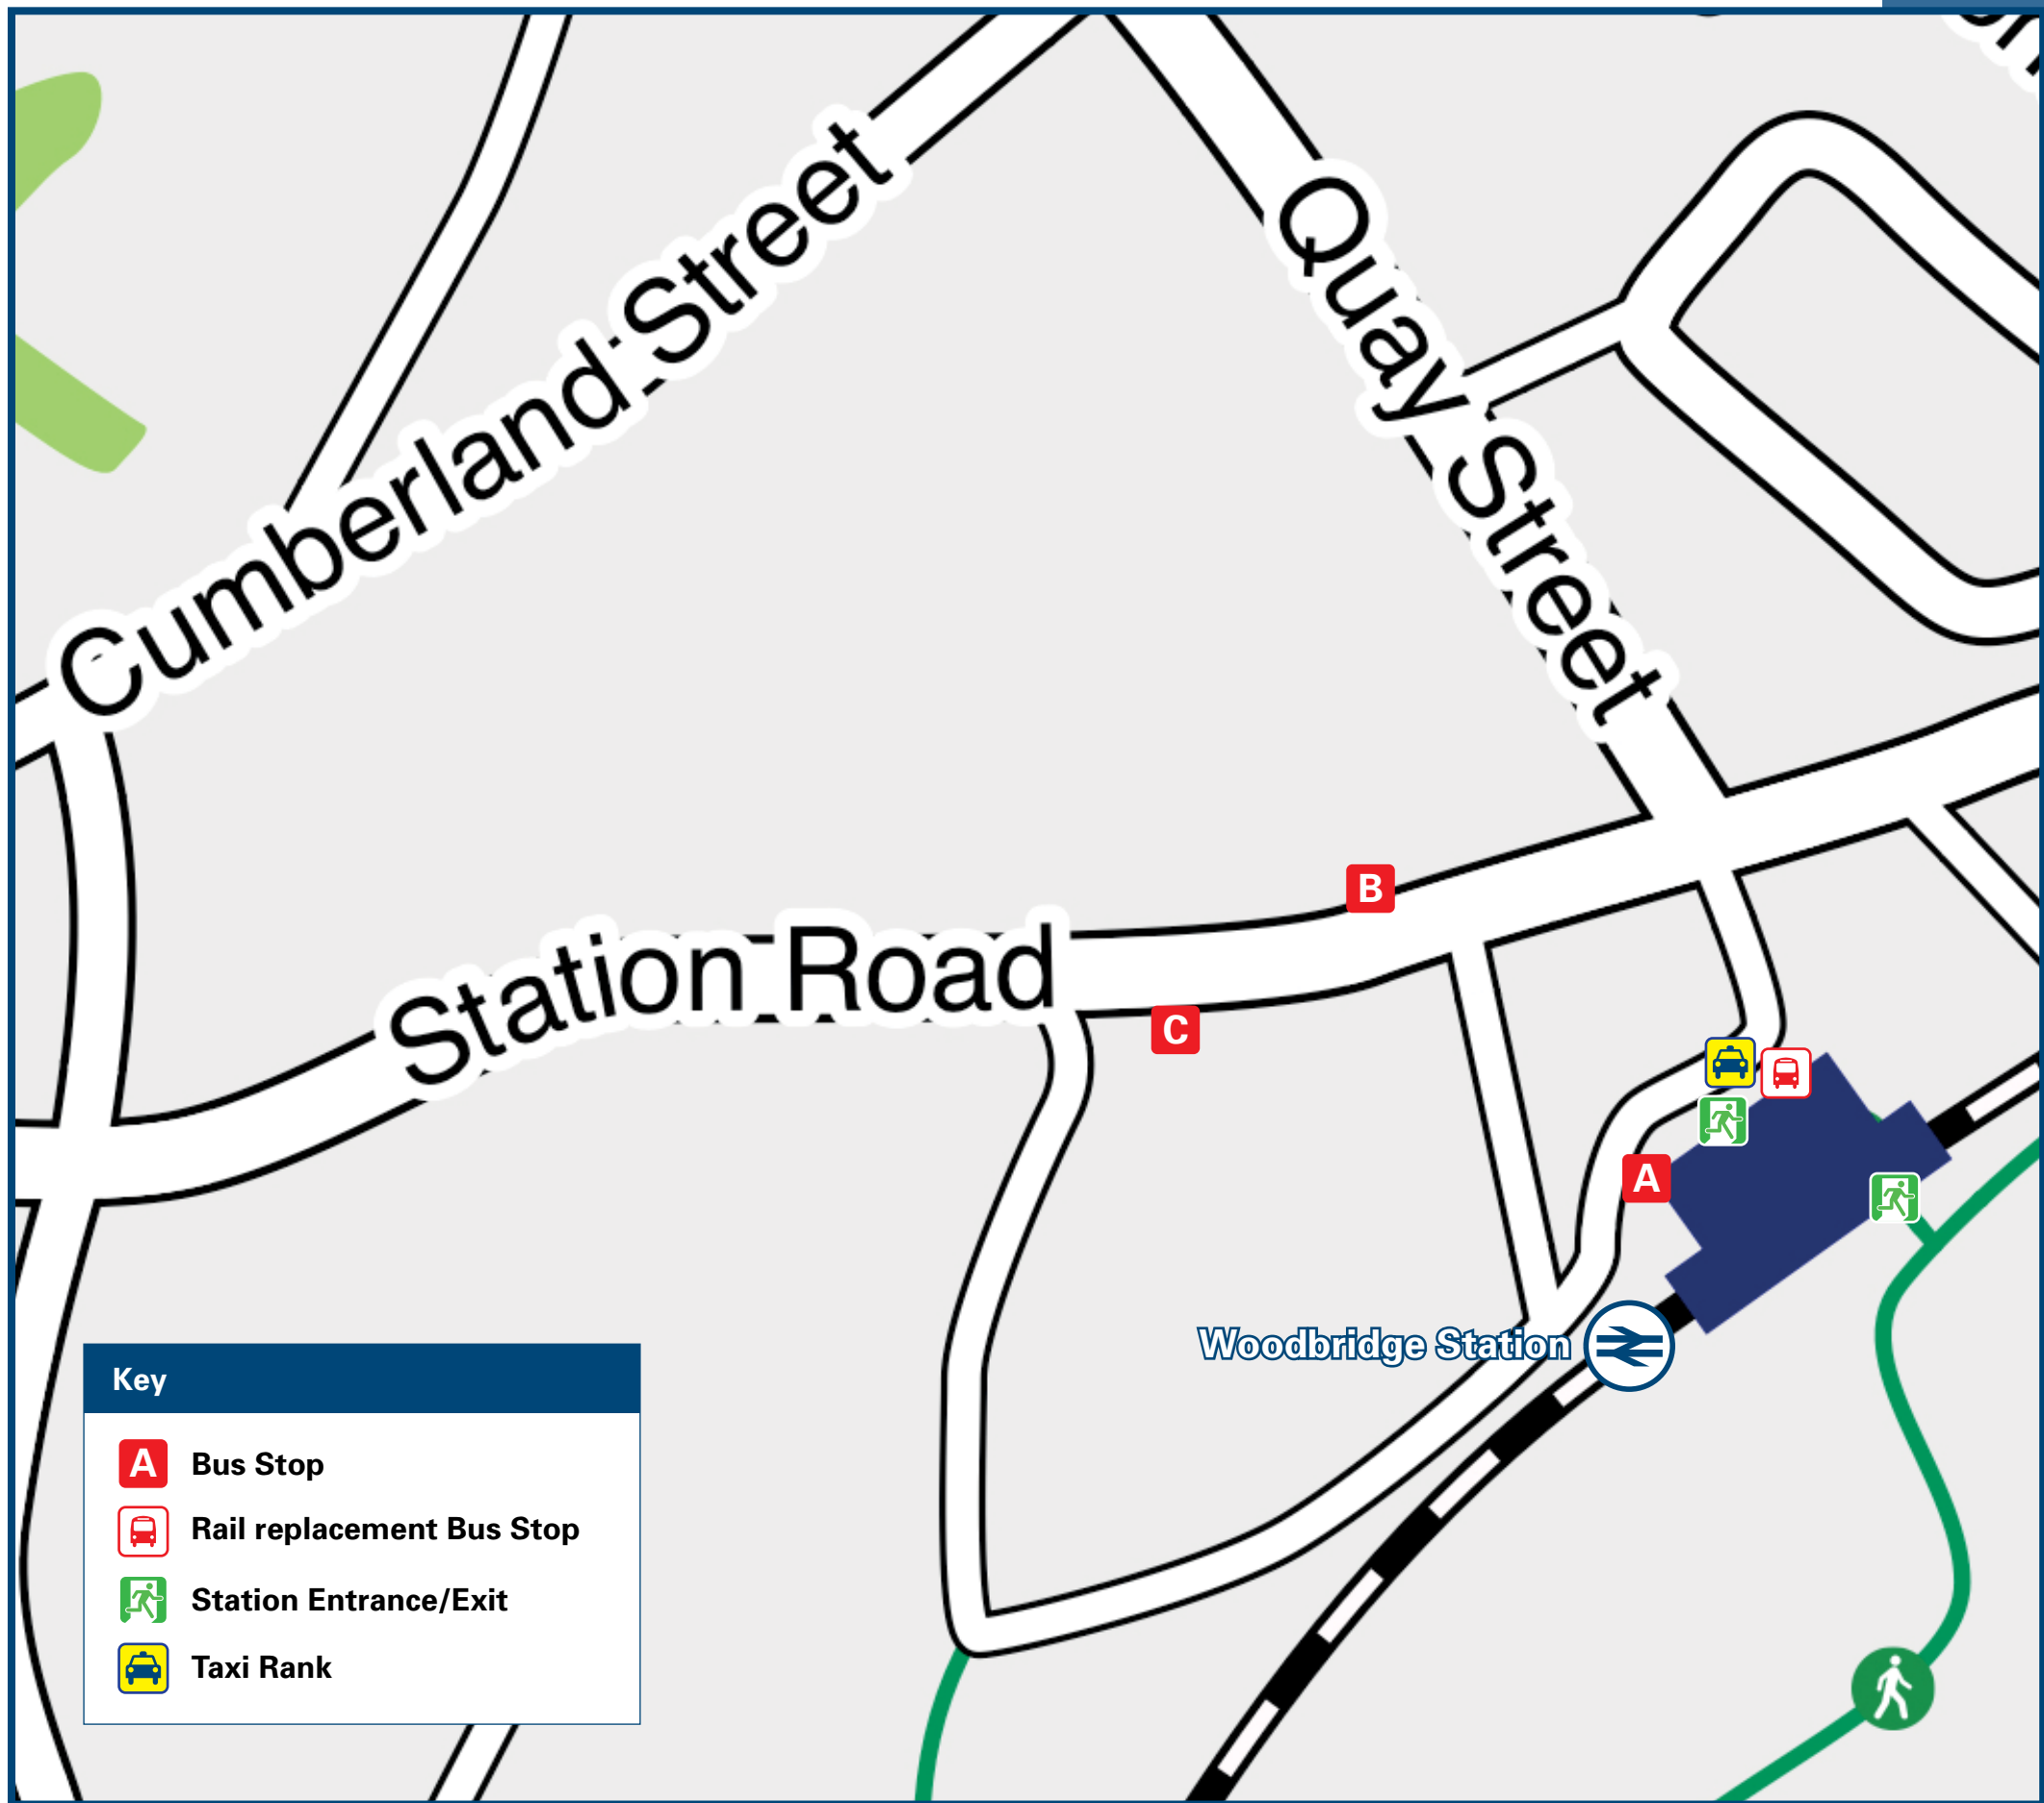 Cumberland Street
Quay Street
B
Station Road
C
A
Woodbridge Station
Key
A Bus Stop
Rail replacement Bus Stop
Station Entrance/Exit
Taxi Rank